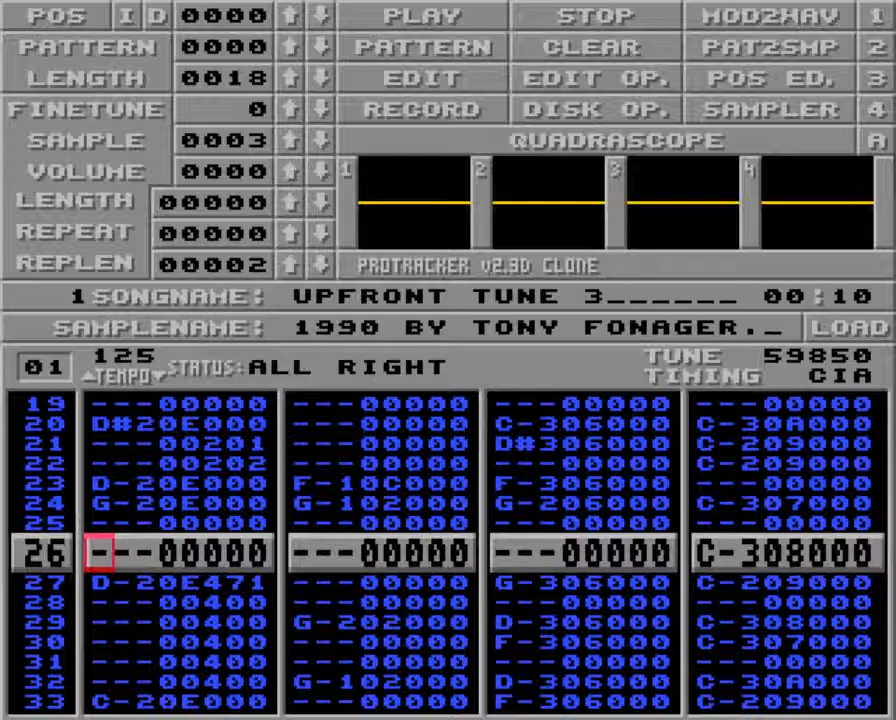 POS I D 0000 PLAY STOP MOD2WAV 1
PATTERN 0000 PATTERN CLEAR PAT2SMP 2
LENGTH 0018 EDIT EDIT OP. POS ED. 3
FINETUNE 0 RECORD DISK OP. SAMPLER 4
SAMPLE 0003 QUADRASCOPE A
VOLUME 0000 1 2 3 4
LENGTH 00000
REPEAT 00000
REPLEN 00002 PROTRACKER v2.3D CLONE
1 SONGNAME: UPFRONT TUNE 3______ 00:10
SAMPLENAME: 1990 BY TONY FONAGER._ LOAD
01 125 TEMPO STATUS: ALL RIGHT TUNE 59850
TIMING CIA
19 ---00000 ---00000 ---00000 ---00000
20 D#20E000 ---00000 C-306000 C-30A000
21 ---00201 ---00000 D#306000 C-209000
22 ---00202 ---00000 ---00000 C-209000
23 D-20E000 F-10C000 F-306000 ---00000
24 G-20E000 G-102000 G-206000 C-307000
25 ---00000 ---00000 ---00000 ---00000
26 ---00000 ---00000 ---00000 C-308000
27 D-20E471 ---00000 G-306000 C-209000
28 ---00400 ---00000 ---00000 ---00000
29 ---00400 G-202000 D-306000 C-308000
30 ---00400 ---00000 F-306000 C-307000
31 ---00400 ---00000 ---00000 ---00000
32 ---00400 G-102000 D-306000 C-30A000
33 C-20E000 ---00000 F-306000 C-209000